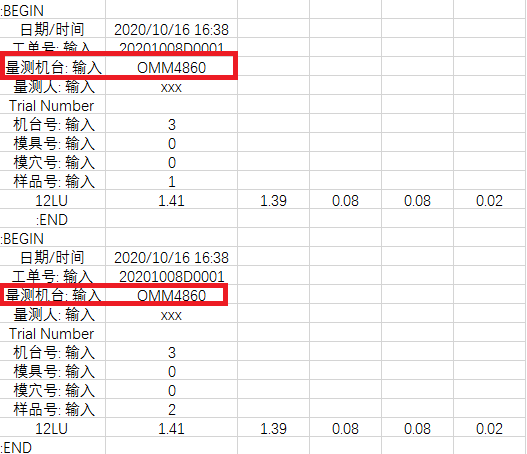 :BEGIN
日期/时间 2020/10/16 16:38
工单号: 输入 20201008D0001
量测机台: 输入 OMM4860
量测人: 输入 xxx
Trial Number
机台号: 输入 3
模具号: 输入 0
模穴号: 输入 0
样品号: 输入 1
12LU 1.41 1.39 0.08 0.08 0.02
:END
:BEGIN
日期/时间 2020/10/16 16:38
工单号: 输入 20201008D0001
量测机台: 输入 OMM4860
量测人: 输入 xxx
Trial Number
机台号: 输入 3
模具号: 输入 0
模穴号: 输入 0
样品号: 输入 2
12LU 1.41 1.39 0.08 0.08 0.02
:END